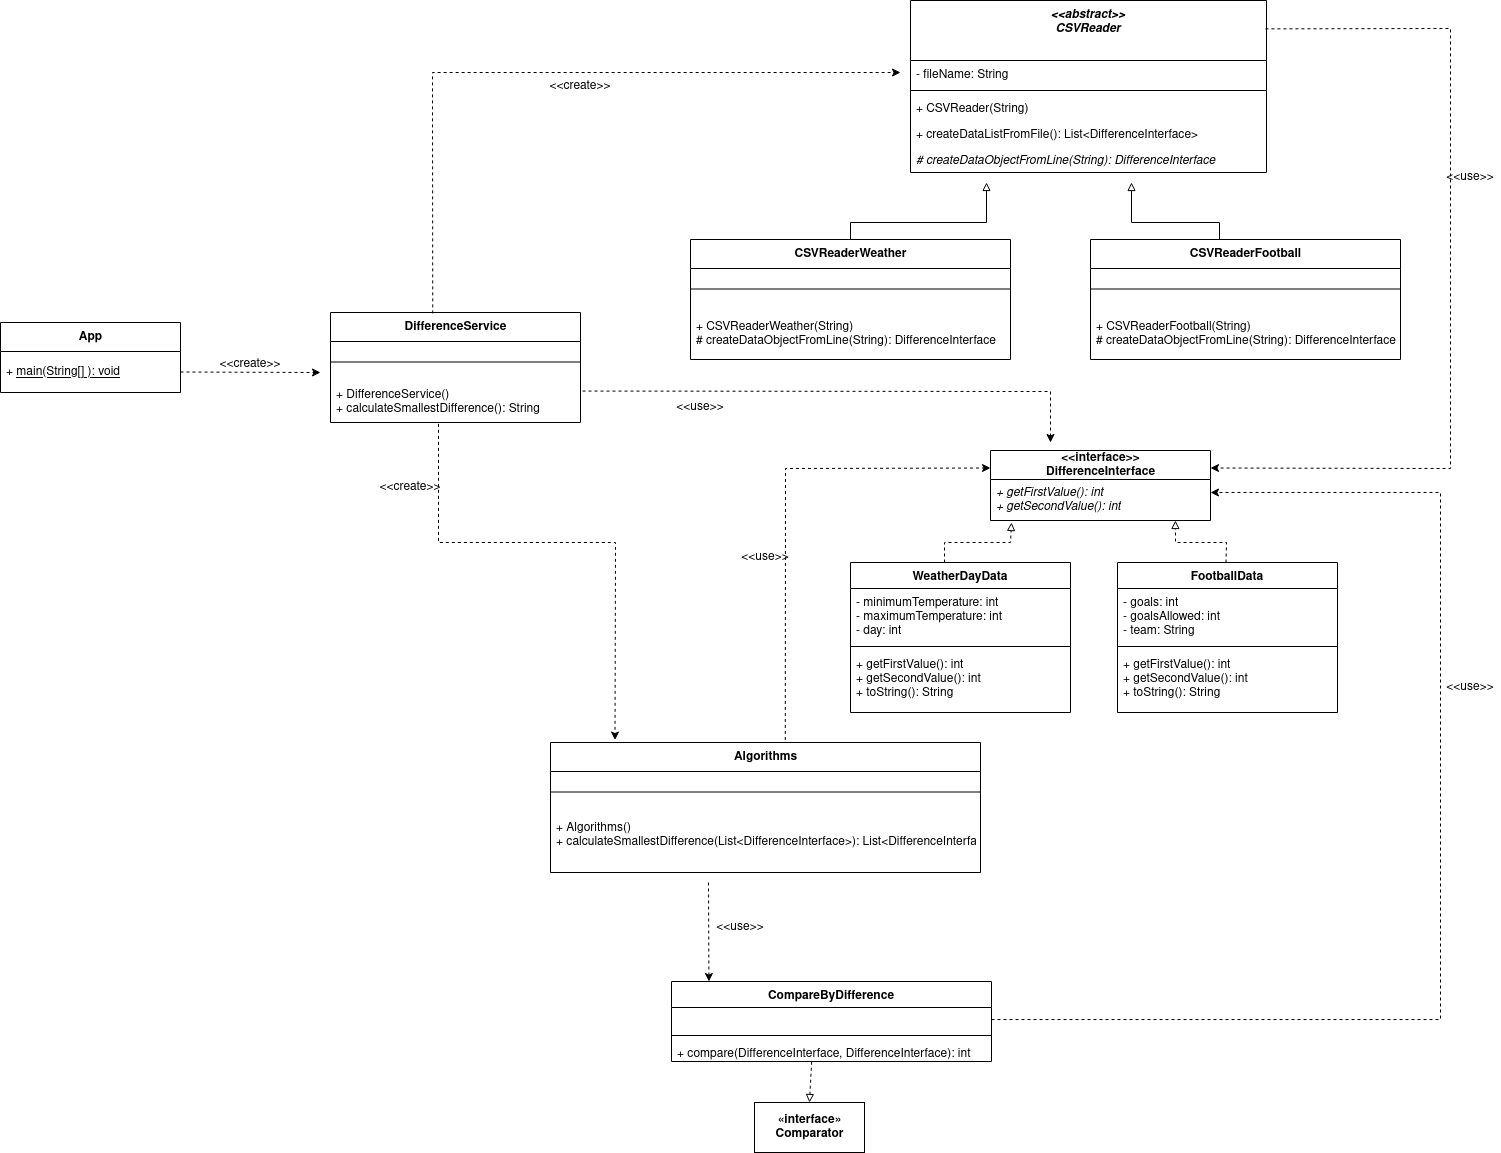 <<abstract>>
CSVReader
- fileName: String
+ CSVReader(String)
+ createDataListFromFile(): List<DifferenceInterface>
# createDataObjectFromLine(String): DifferenceInterface
<<create>>
<<use>>
CSVReaderWeather
+ CSVReaderWeather(String)
# createDataObjectFromLine(String): DifferenceInterface
CSVReaderFootball
+ CSVReaderFootball(String)
# createDataObjectFromLine(String): DifferenceInterface
App
+ main(String[] ): void
<<create>>
DifferenceService
+ DifferenceService()
+ calculateSmallestDifference(): String
<<use>>
<<create>>
<<interface>>
DifferenceInterface
+ getFirstValue(): int
+ getSecondValue(): int
<<use>>
WeatherDayData
- minimumTemperature: int
- maximumTemperature: int
- day: int
+ getFirstValue(): int
+ getSecondValue(): int
+ toString(): String
FootballData
- goals: int
- goalsAllowed: int
- team: String
+ getFirstValue(): int
+ getSecondValue(): int
+ toString(): String
<<use>>
Algorithms
+ Algorithms()
+ calculateSmallestDifference(List<DifferenceInterface>): List<DifferenceInterfa
<<use>>
CompareByDifference
+ compare(DifferenceInterface, DifferenceInterface): int
«interface»
Comparator